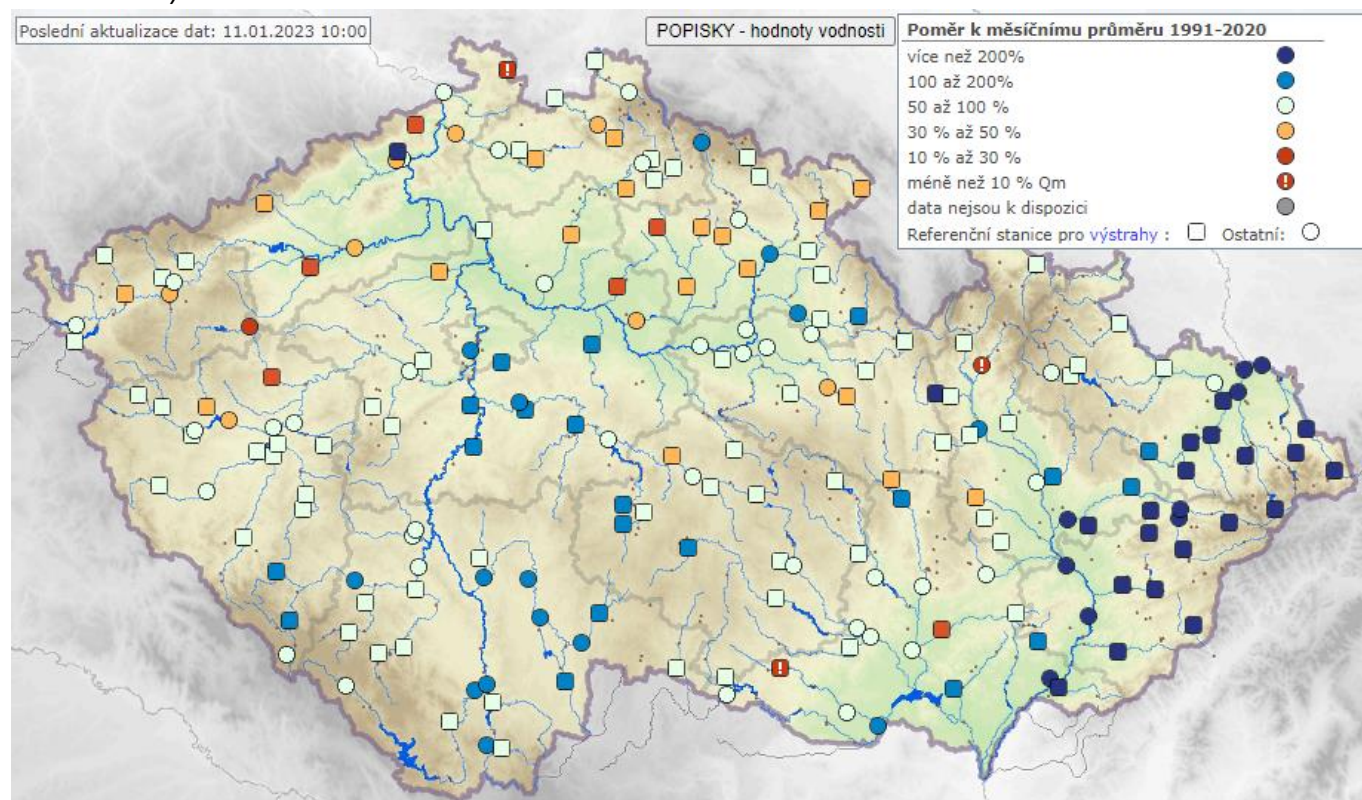 Poslední aktualizace dat: 11.01.2023 10:00
POPISKY - hodnoty vodnosti
Poměr k měsíčnímu průměru 1991-2020
více než 200%
100 až 200%
50 až 100 %
30 % až 50 %
10 % až 30 %
méně než 10 % Qm
data nejsou k dispozici
Referenční stanice pro výstrahy : Ostatní: